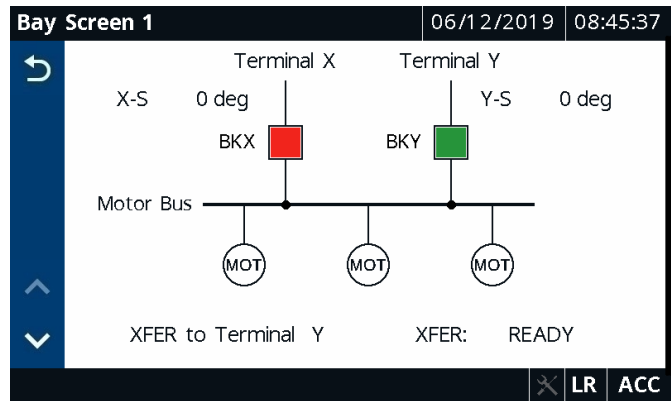 Bay Screen 1 06/12/2019 08:45:37
Terminal X Terminal Y
X-S 0 deg Y-S 0 deg
BKX BKY
Motor Bus
MOT MOT MOT
XFER to Terminal Y XFER: READY
LR ACC